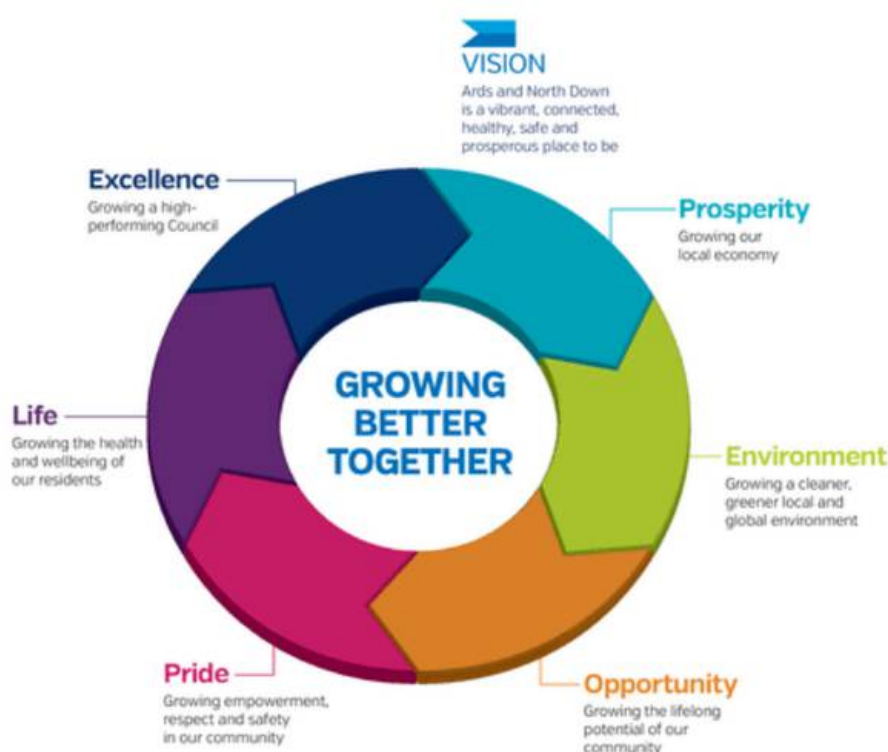 VISION
Ards and North Down
is a vibrant, connected,
healthy, safe and
prosperous place to be
Excellence
Growing a high-
performing Council
Prosperity
Growing our
local economy
GROWING
BETTER
TOGETHER
Life
Growing the health
and wellbeing of
our residents
Environment
Growing a cleaner,
greener local and
global environment
Pride
Growing empowerment,
respect and safety
in our community
Opportunity
Growing the lifelong
potential of our
community